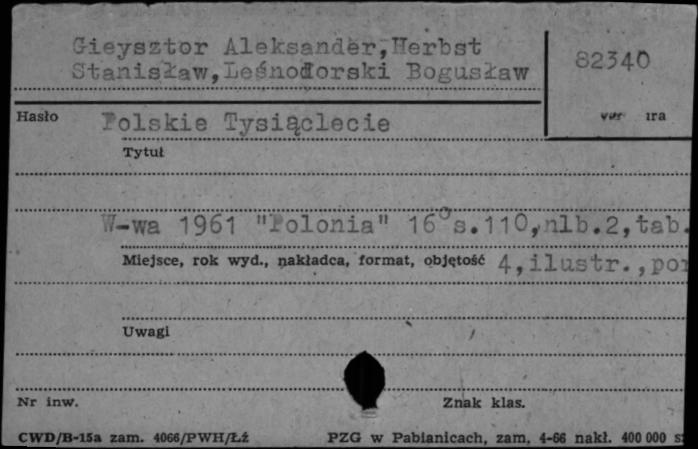 Gieysztor Aleksander, Herbst
Stanisław, Leśnodorski Bogusław
82340
Hasło
Polskie Tysiąclecie
ıra
Tytuł
W-wa 1961 "Polonia" 16° s.110, nlb.2, tab.
Miejsce, rok wyd., nakładca, format, objętość 4, ilustr., por
Uwagi
Nr inw.
Znak klas.
CWD/B-15a zam. 4066/PWH/Łż
PZG w Pabianicach, zam. 4-66 nakł. 400 000 s